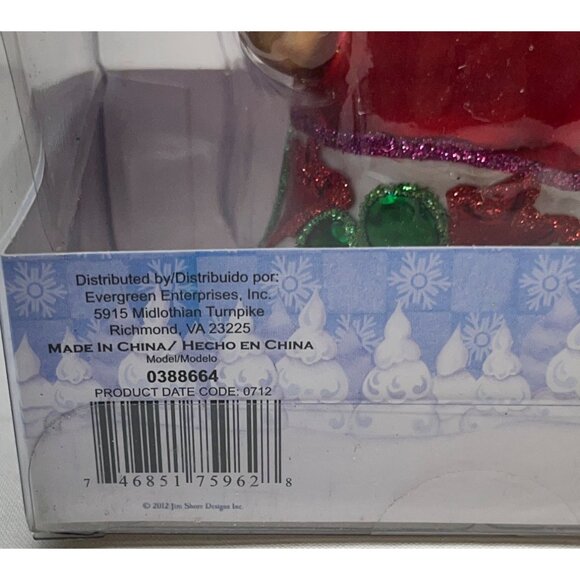 Distributed by/Distribuido por:
Evergreen Enterprises, Inc.
5915 Midlothian Turnpike
Richmond, VA 23225
MADE IN CHINA/ HECHO EN CHINA
Model/Modelo
0388664
PRODUCT DATE CODE: 0712
7 46851 75962 8
© 2012 Jim Shore Designs Inc.